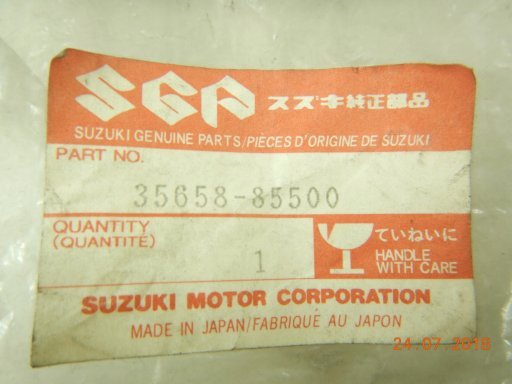 SGP スズキ純正部品
SUZUKI GENUINE PARTS/PIÈCES D'ORIGINE DE SUZUKI
PART NO.
35658-85500
QUANTITY
(QUANTITÉ)
1
ていねいに
HANDLE
WITH CARE
SUZUKI MOTOR CORPORATION
MADE IN JAPAN/FABRIQUÉ AU JAPON
24.07.2018